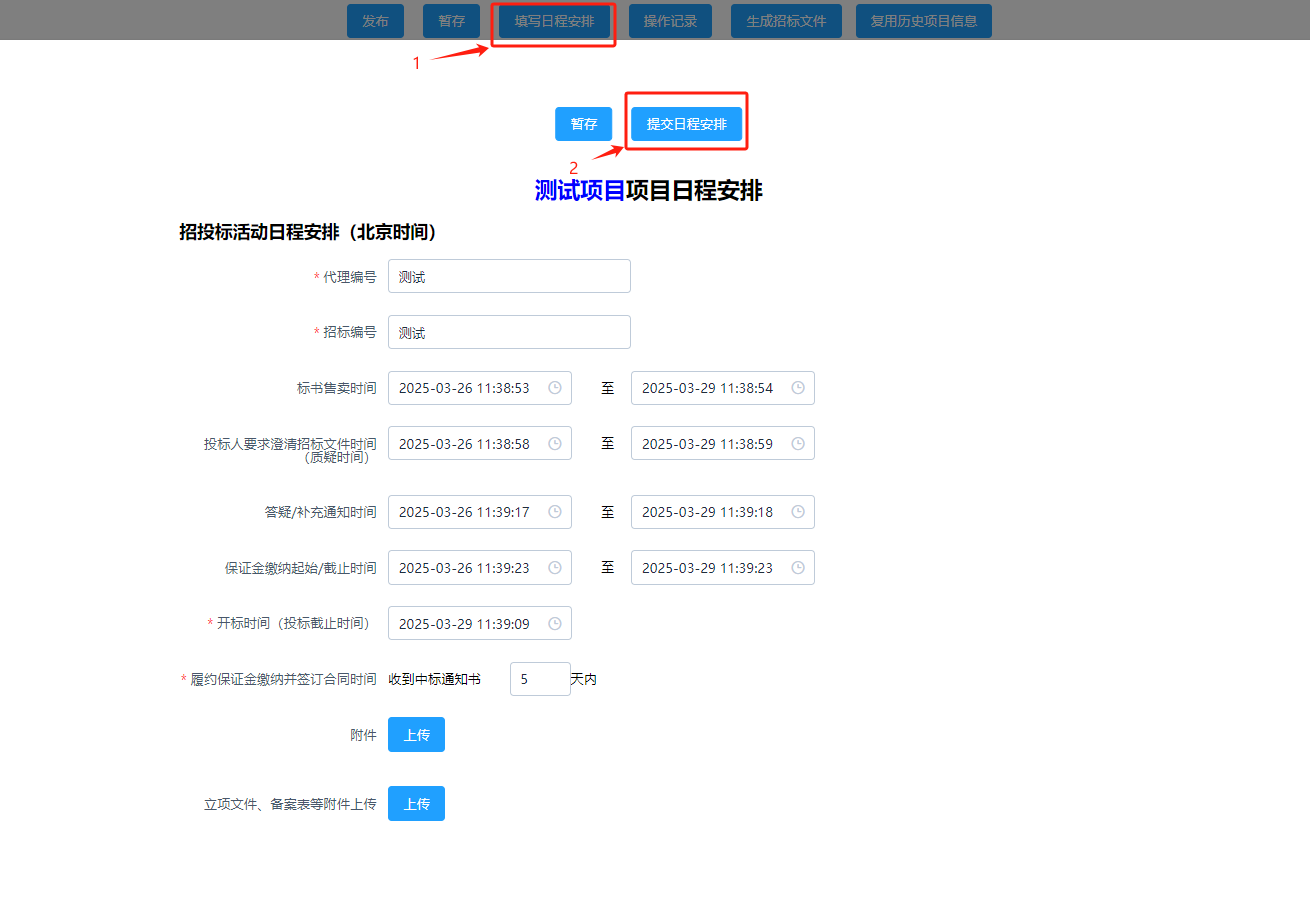 发布 暂存 填写日程安排 操作记录 生成招标文件 复用历史项目信息
1
暂存 提交日程安排
2
测试项目项目日程安排
招投标活动日程安排（北京时间）
* 代理编号 测试
* 招标编号 测试
标书售卖时间 2025-03-26 11:38:53 至 2025-03-29 11:38:54
投标人要求澄清招标文件时间 2025-03-26 11:38:58 至 2025-03-29 11:38:59
（质疑时间）
答疑/补充通知时间 2025-03-26 11:39:17 至 2025-03-29 11:39:18
保证金缴纳起始/截止时间 2025-03-26 11:39:23 至 2025-03-29 11:39:23
* 开标时间（投标截止时间） 2025-03-29 11:39:09
* 履约保证金缴纳并签订合同时间 收到中标通知书 5 天内
附件 上传
立项文件、备案表等附件上传 上传